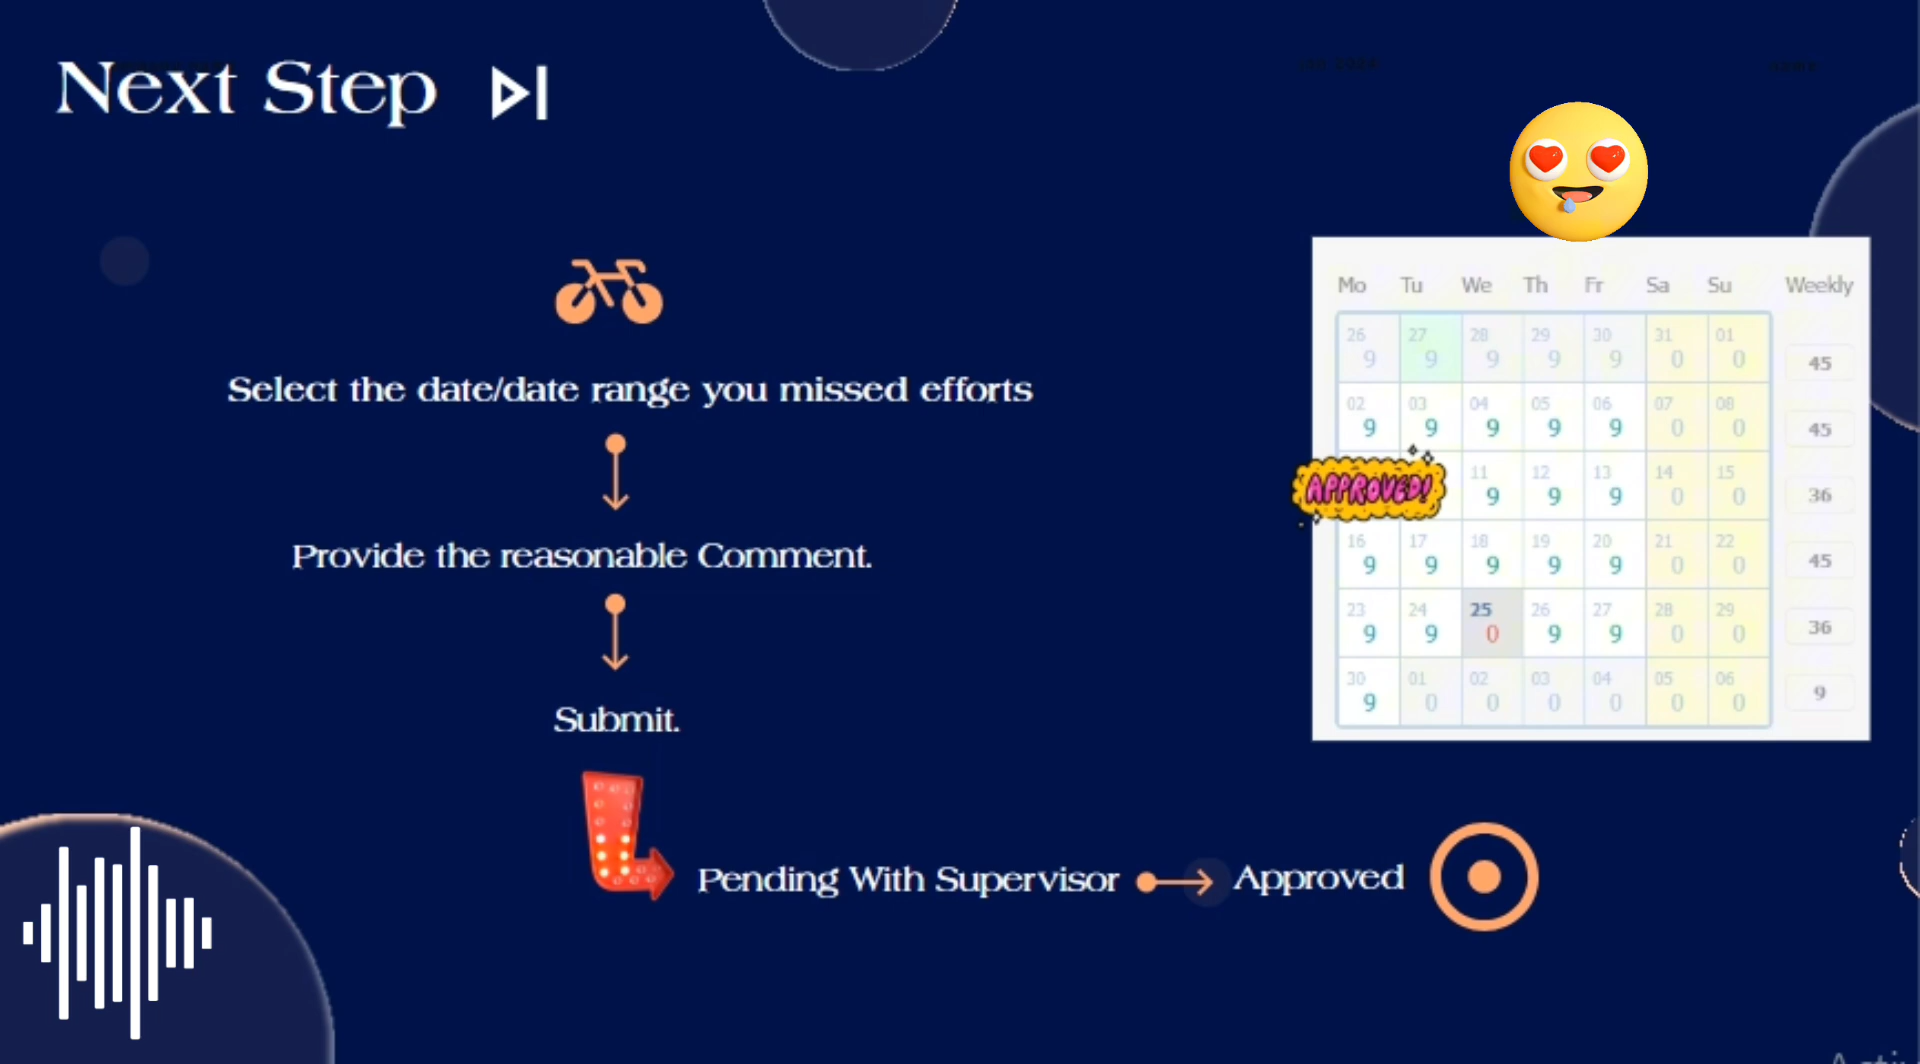 Next Step
Select the date/date range you missed efforts
Provide the reasonable Comment.
Submit.
Pending With Supervisor
Approved
Mo Tu We Th Fr Sa Su Weekly
26 27 28 29 30 31 01
9 9 9 9 9 0 0 45
02 03 04 05 06 07 08
9 9 9 9 9 0 0 45
APPROVED!
11 12 13 14 15
9 9 9 0 0 36
16 17 18 19 20 21 22
9 9 9 9 9 0 0 45
23 24 25 26 27 28 29
9 9 0 9 9 0 0 36
30 01 02 03 04 05 06
9 0 0 0 0 0 0 9